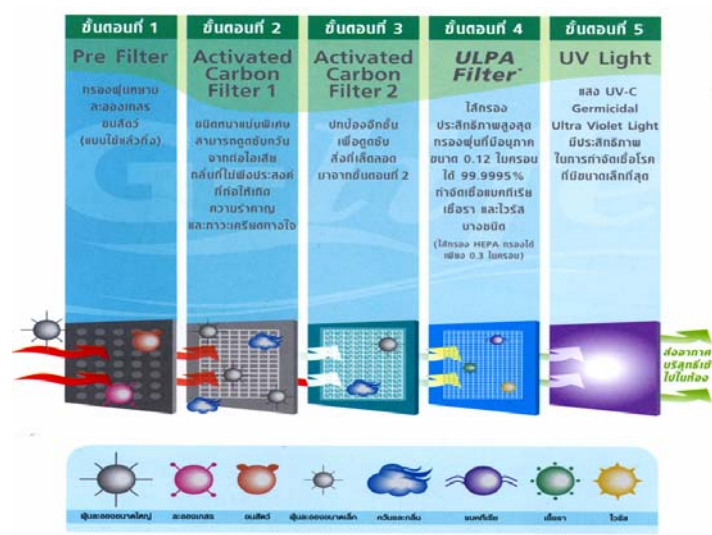 ขั้นตอนที่ 1
Pre Filter
กรองฝุ่นหยาบ
ละอองเกสร
ขนสัตว์
(แบบใช้แล้วทิ้ง)
ขั้นตอนที่ 2
Activated
Carbon
Filter 1
ชนิดหนาแน่นพิเศษ
สามารถดูดซับควัน
จากท่อไอเสีย
กลิ่นที่ไม่พึงประสงค์
ที่ก่อให้เกิด
ความรำคาญ
และภาวะเครียดทางใจ
ขั้นตอนที่ 3
Activated
Carbon
Filter 2
ปกป้องอีกชั้น
เพื่อดูดซับ
สิ่งที่เล็ดลอด
มาจากชั้นตอนที่ 2
ขั้นตอนที่ 4
ULPA
Filter
ไส้กรอง
ประสิทธิภาพสูงสุด
กรองฝุ่นที่มีอนุภาค
ขนาด 0.12 ไมครอน
ได้ 99.9995%
กำจัดเชื้อแบคทีเรีย
เชื้อรา และไวรัส
บางชนิด
(ไส้กรอง HEPA กรองได้
เพียง 0.3 ไมครอน)
ขั้นตอนที่ 5
UV Light
แสง UV-C
Germicidal
Ultra Violet Light
มีประสิทธิภาพ
ในการกำจัดเชื้อโรค
ที่มีขนาดเล็กที่สุด
ส่งอากาศ
บริสุทธิ์เข้า
ไปในห้อง
ฝุ่นละอองขนาดใหญ่
ละอองเกสร
ขนสัตว์
ฝุ่นละอองขนาดเล็ก
ควันและกลิ่น
แบคทีเรีย
เชื้อรา
ไวรัส